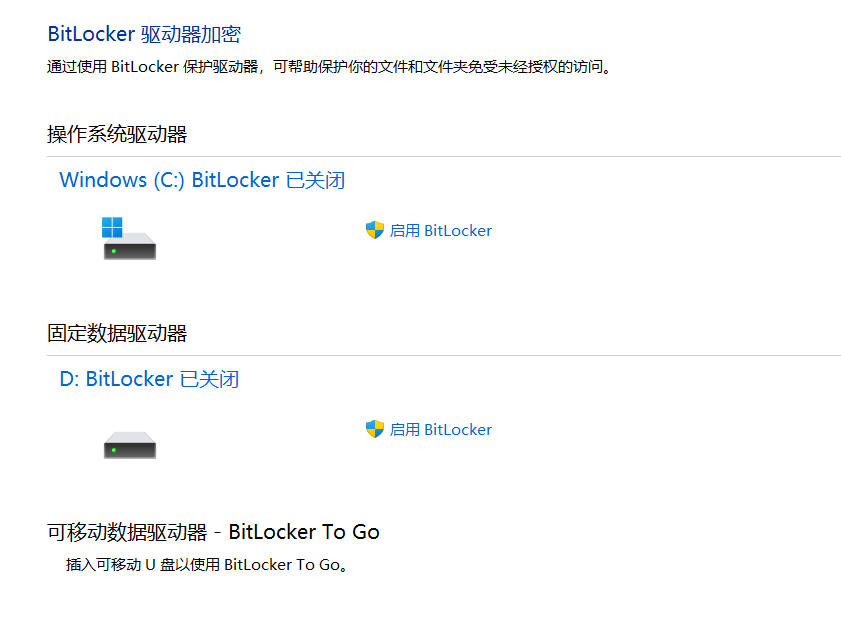 BitLocker 驱动器加密
通过使用 BitLocker 保护驱动器，可帮助保护你的文件和文件夹免受未经授权的访问。
操作系统驱动器
Windows (C:) BitLocker 已关闭
启用 BitLocker
固定数据驱动器
D: BitLocker 已关闭
启用 BitLocker
可移动数据驱动器 - BitLocker To Go
插入可移动 U 盘以使用 BitLocker To Go。